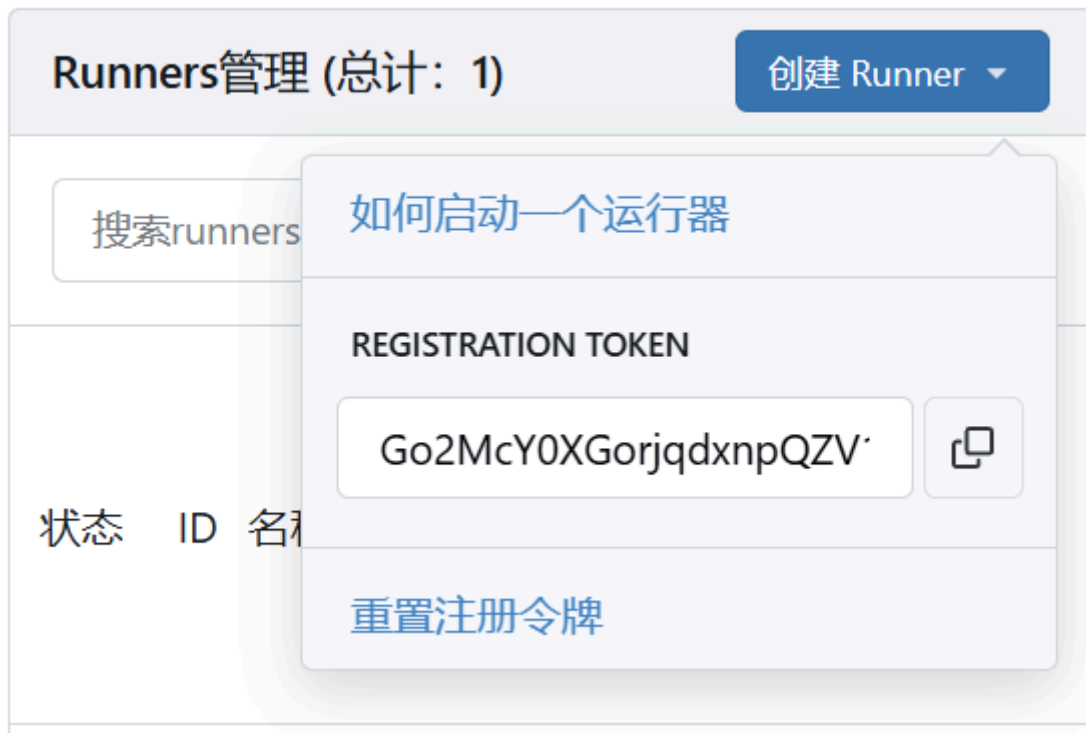 Runners管理 (总计：1)
创建 Runner
搜索runners
如何启动一个运行器
REGISTRATION TOKEN
Go2McY0XGorjqdxnpQZV
状态 ID 名
重置注册令牌